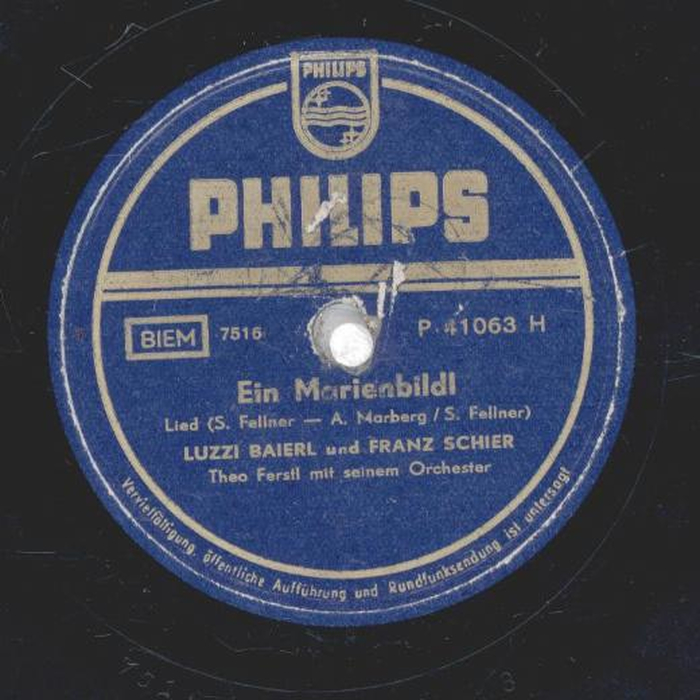 PHILIPS
PHILIPS
BIEM 7516 P 41063 H
Ein Marienbildl
Lied (S. Fellner — A. Marberg / S. Fellner)
LUZZI BAIERL und FRANZ SCHIER
Theo Ferstl mit seinem Orchester
Vervielfältigung, öffentliche Aufführung und Rundfunksendung ist untersagt